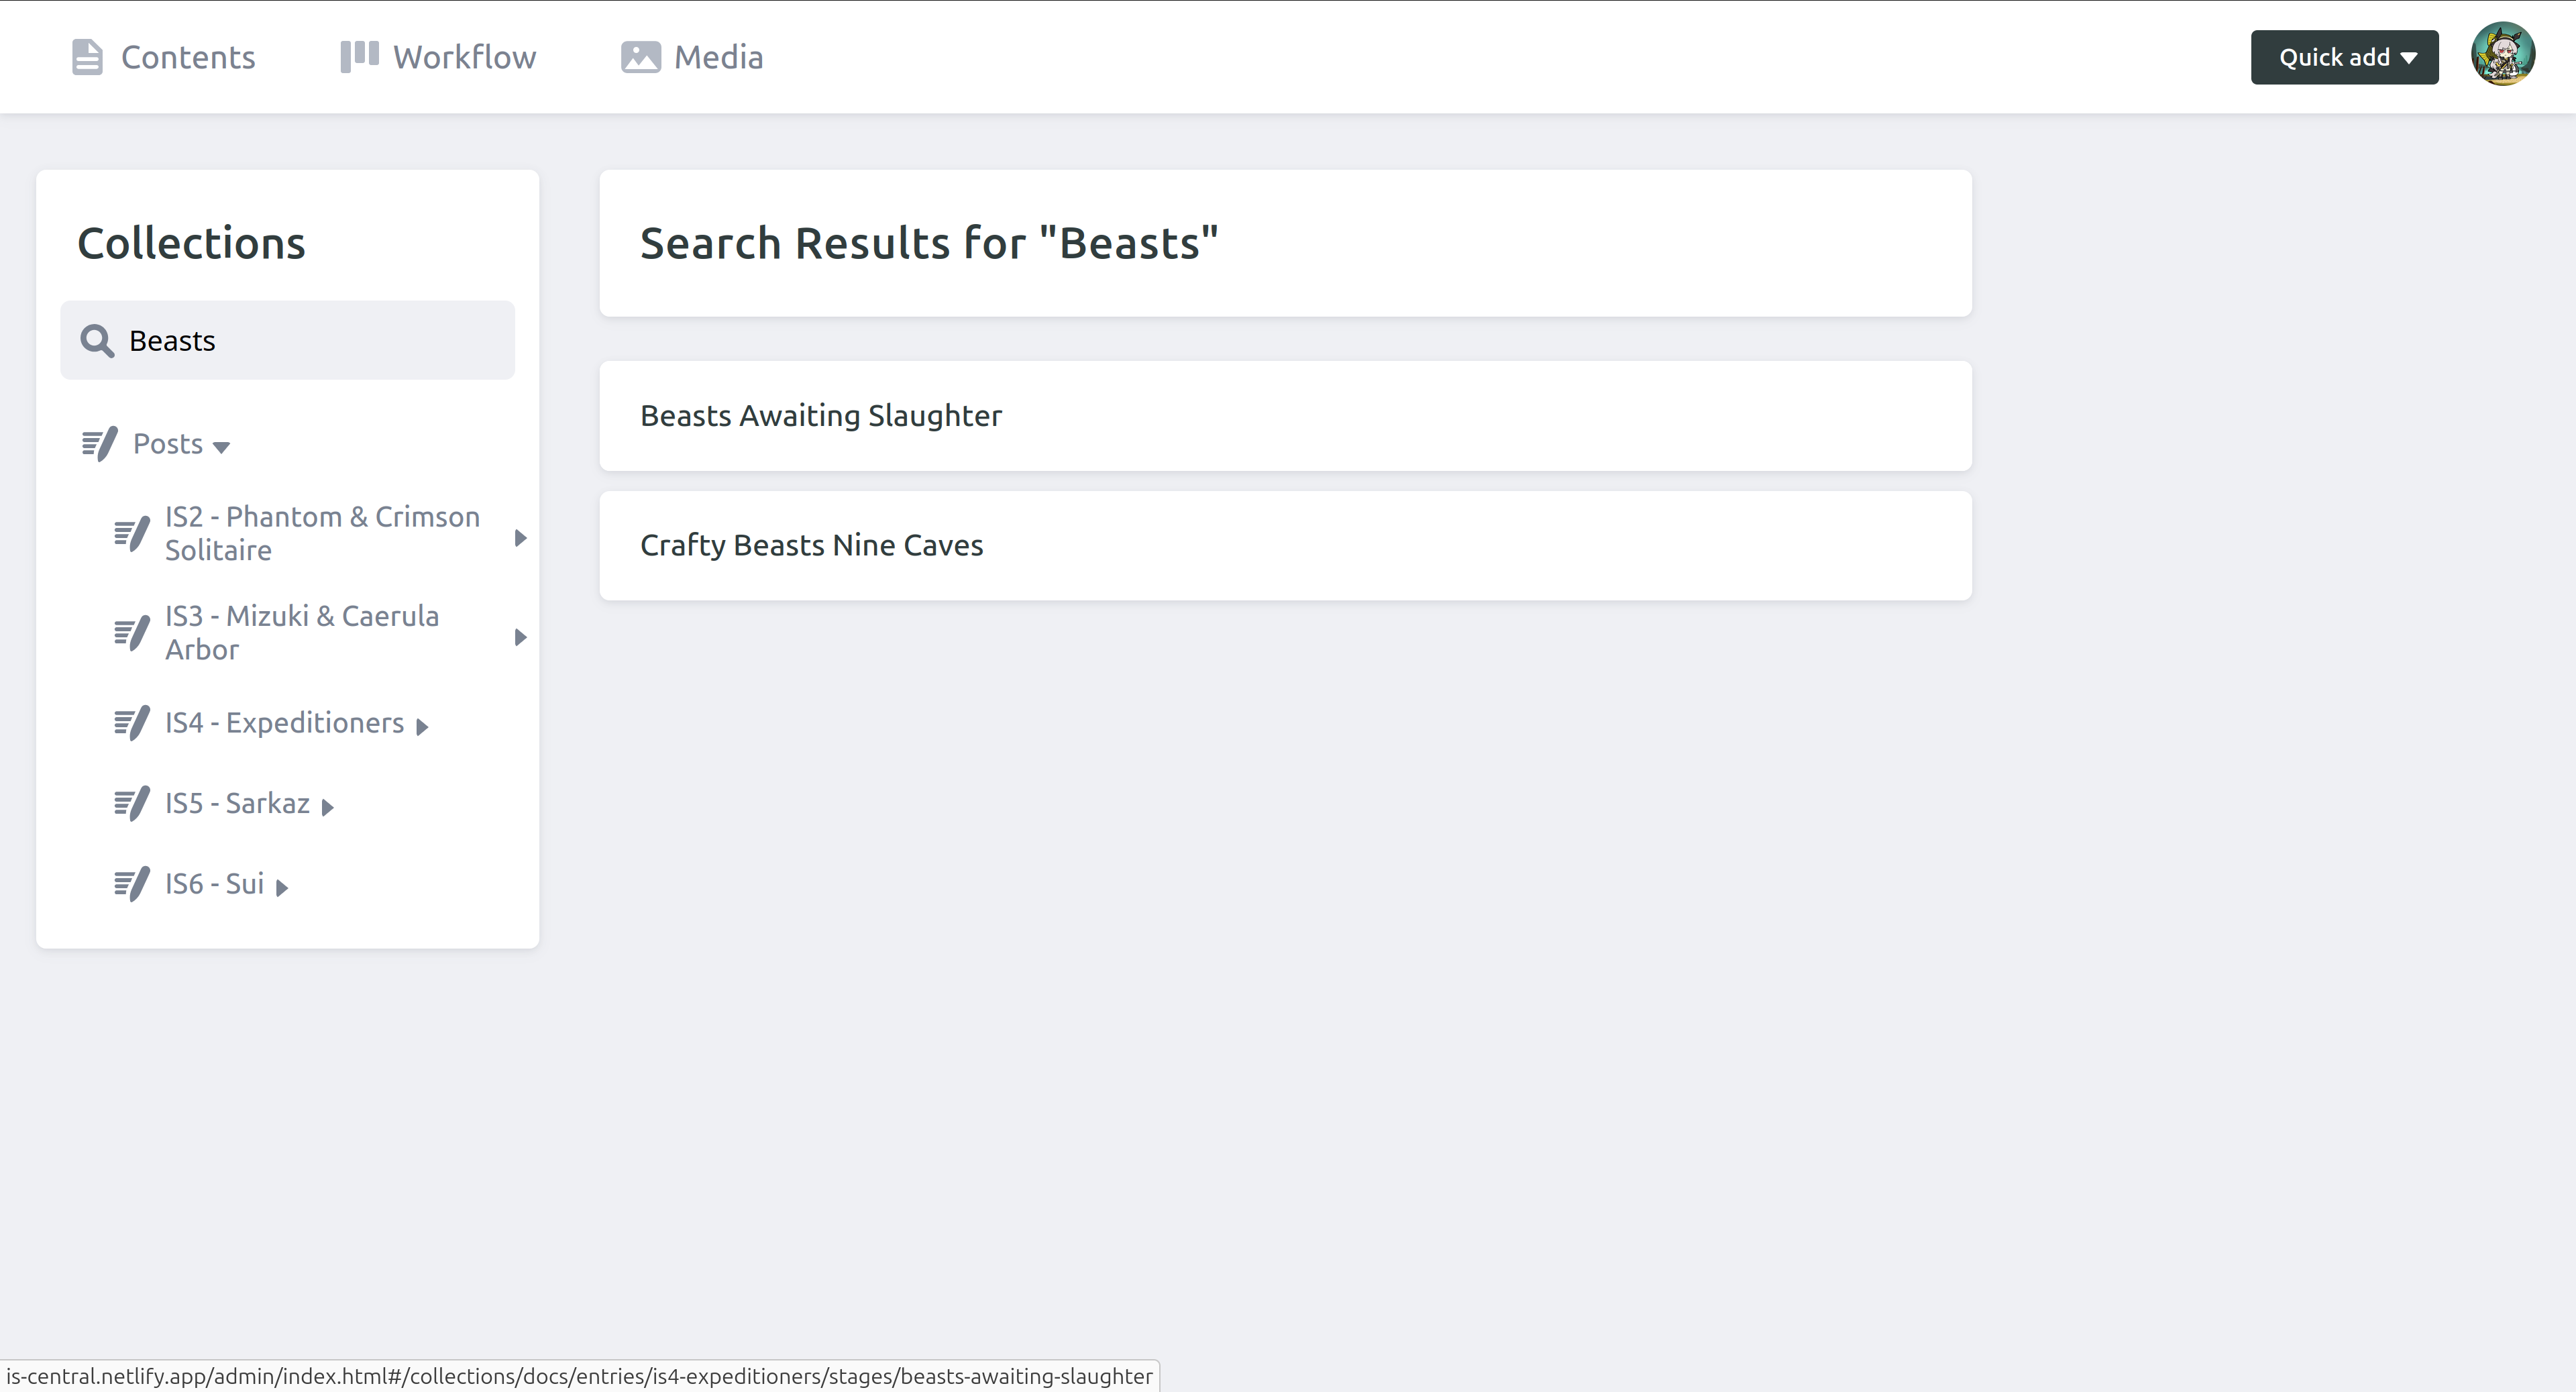 Contents
Workflow
Media
Quick add
Collections
Beasts
Posts
IS2 - Phantom & Crimson
Solitaire
IS3 - Mizuki & Caerula
Arbor
IS4 - Expeditioners
IS5 - Sarkaz
IS6 - Sui
Search Results for "Beasts"
Beasts Awaiting Slaughter
Crafty Beasts Nine Caves
is-central.netlify.app/admin/index.html#/collections/docs/entries/is4-expeditioners/stages/beasts-awaiting-slaughter